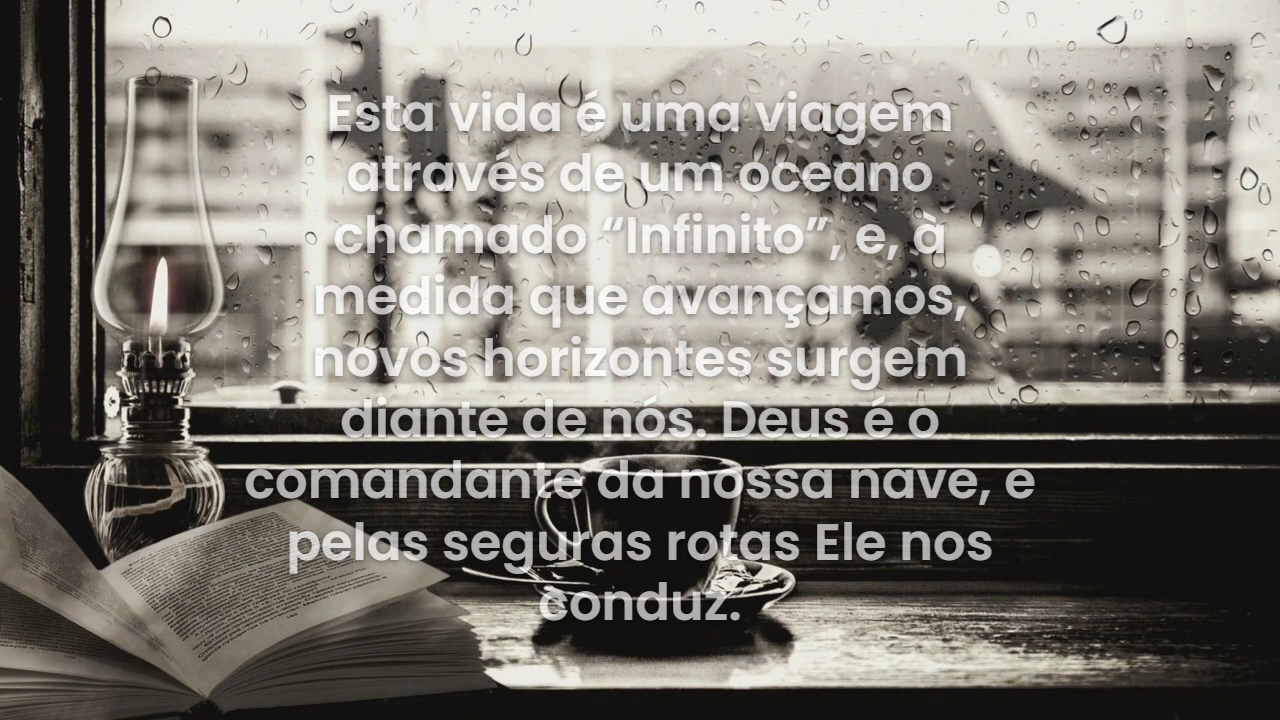 Esta vida é uma viagem
através de um oceano
chamado “Infinito”, e, à
medida que avançamos,
novos horizontes surgem
diante de nós. Deus é o
comandante da nossa nave, e
pelas seguras rotas Ele nos
conduz.